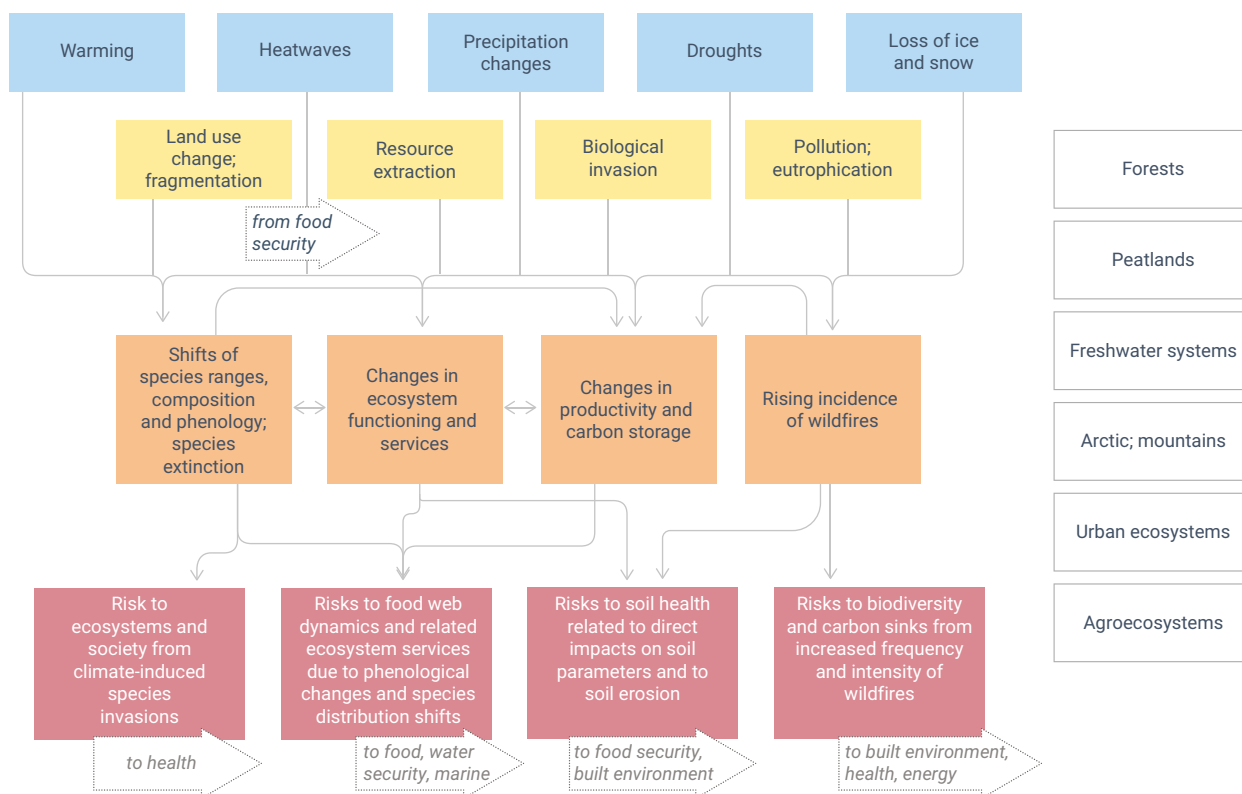 Warming
Heatwaves
Precipitation
changes
Droughts
Loss of ice
and snow
Land use
change;
fragmentation
Resource
extraction
Biological
invasion
Pollution;
eutrophication
from food
security
Shifts of
species ranges,
composition
and phenology;
species
extinction
Changes in
ecosystem
functioning and
services
Changes in
productivity and
carbon storage
Rising incidence
of wildfires
Risk to
ecosystems and
society from
climate-induced
species
invasions
Risks to food web
dynamics and related
ecosystem services
due to phenological
changes and species
distribution shifts
Risks to soil health
related to direct
impacts on soil
parameters and to
soil erosion
Risks to biodiversity
and carbon sinks from
increased frequency
and intensity of
wildfires
to health
to food, water
security, marine
to food security,
built environment
to built environment,
health, energy
Forests
Peatlands
Freshwater systems
Arctic; mountains
Urban ecosystems
Agroecosystems